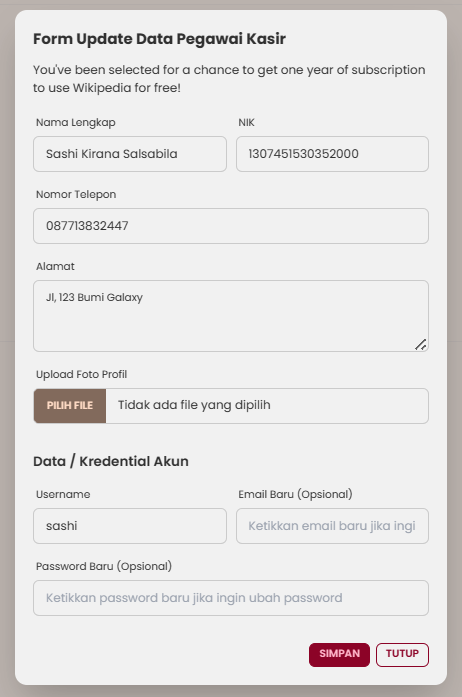 Form Update Data Pegawai Kasir
You've been selected for a chance to get one year of subscription
to use Wikipedia for free!
Nama Lengkap NIK
Sashi Kirana Salsabila 1307451530352000
Nomor Telepon
087713832447
Alamat
Jl, 123 Bumi Galaxy
Upload Foto Profil
PILIH FILE Tidak ada file yang dipilih
Data / Kredential Akun
Username Email Baru (Opsional)
sashi Ketikkan email baru jika ingi
Password Baru (Opsional)
Ketikkan password baru jika ingin ubah password
SIMPAN TUTUP